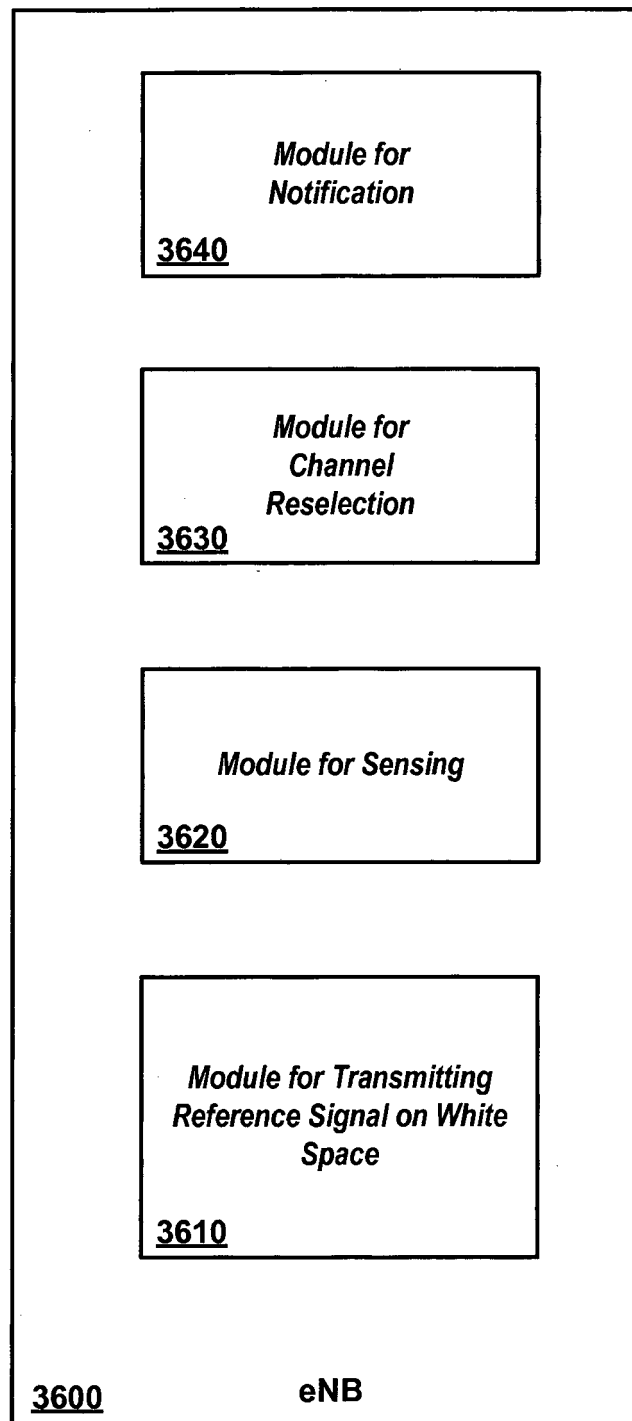 Module for
Notification
3640
Module for
Channel
Reselection
3630
Module for Sensing
3620
Module for Transmitting
Reference Signal on White
Space
3610
3600 eNB